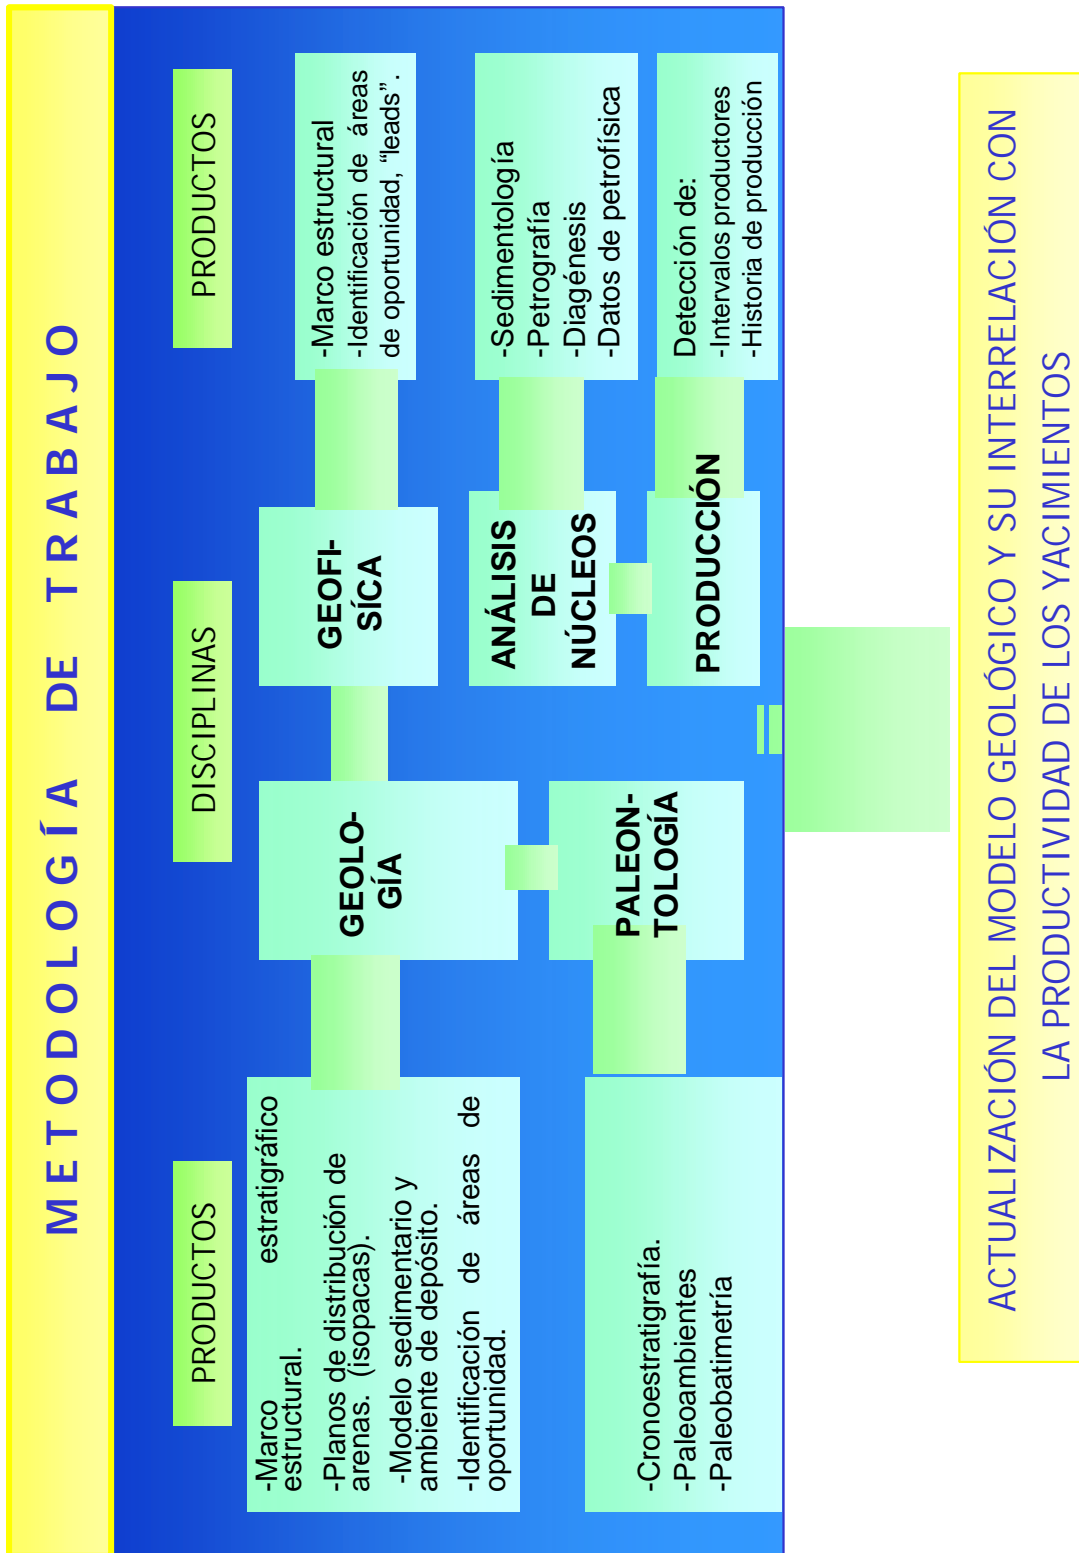 METODOLOGÍA DE TRABAJO
PRODUCTOS
DISCIPLINAS
PRODUCTOS
-Marco estratigráfico
estructural.
-Planos de distribución de
arenas. (isopacas).
-Modelo sedimentario y
ambiente de depósito.
-Identificación de áreas de
oportunidad.
GEOLO-
GÍA
GEOFI-
SÍCA
-Marco estructural
-Identificación de áreas
de oportunidad, “leads”.
-Cronoestratigrafía.
-Paleoambientes
-Paleobatimetría
PALEON-
TOLOGÍA
ANÁLISIS
DE
NÚCLEOS
-Sedimentología
-Petrografía
-Diagénesis
-Datos de petrofísica
PRODUCCIÓN
Detección de:
-Intervalos productores
-Historia de producción
ACTUALIZACIÓN DEL MODELO GEOLÓGICO Y SU INTERRELACIÓN CON
LA PRODUCTIVIDAD DE LOS YACIMIENTOS